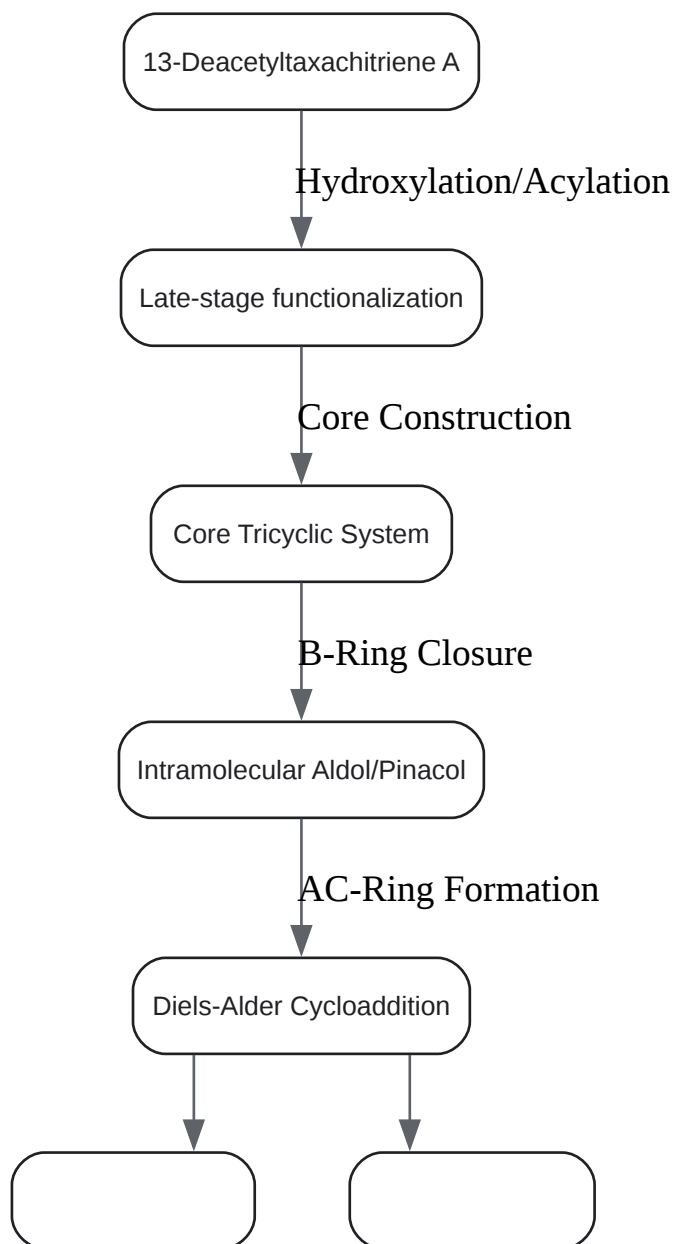 13-Deacetyltaxachitriene A
Hydroxylation/Acylation
Late-stage functionalization
Core Construction
Core Tricyclic System
B-Ring Closure
Intramolecular Aldol/Pinacol
AC-Ring Formation
Diels-Alder Cycloaddition